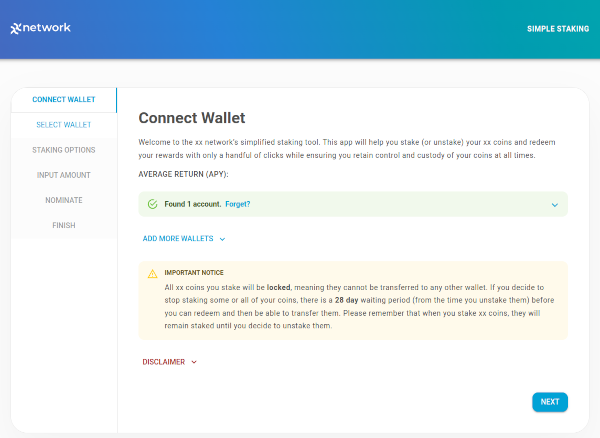 network
SIMPLE STAKING
CONNECT WALLET
SELECT WALLET
STAKING OPTIONS
INPUT AMOUNT
NOMINATE
FINISH
Connect Wallet
Welcome to the xx network's simplified staking tool. This app will help you stake (or unstake) your xx coins and redeem
your rewards with only a handful of clicks while ensuring you retain control and custody of your coins at all times.
AVERAGE RETURN (APY):
Found 1 account. Forget?
ADD MORE WALLETS
IMPORTANT NOTICE
All xx coins you stake will be locked, meaning they cannot be transferred to any other wallet. If you decide to
stop staking some or all of your coins, there is a 28 day waiting period (from the time you unstake them) before
you can redeem and then be able to transfer them. Please remember that when you stake xx coins, they will
remain staked until you decide to unstake them.
DISCLAIMER
NEXT